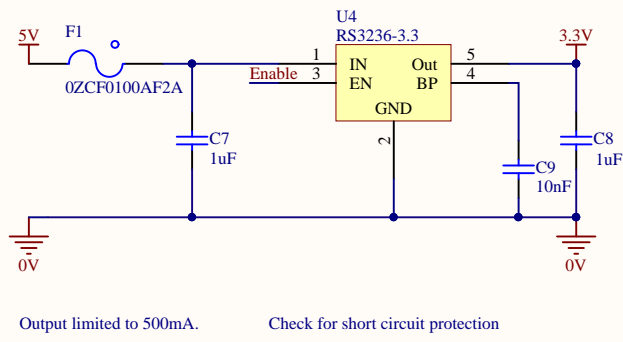 U4
5V F1 RS3236-3.3 3.3V
0ZCF0100AF2A
1 IN Out 5
Enable 3 EN BP 4
GND
2
C7
1uF
C8
1uF
C9
10nF
0V 0V
Output limited to 500mA. Check for short circuit protection